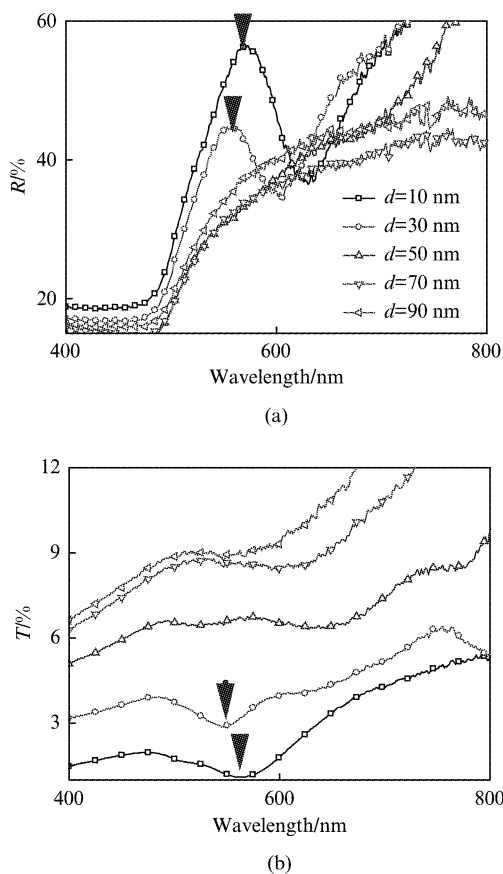 60
40
20
R/%
d=10 nm
d=30 nm
d=50 nm
d=70 nm
d=90 nm
400 600 800
Wavelength/nm
(a)
12
9
6
3
T/%
400 600 800
Wavelength/nm
(b)